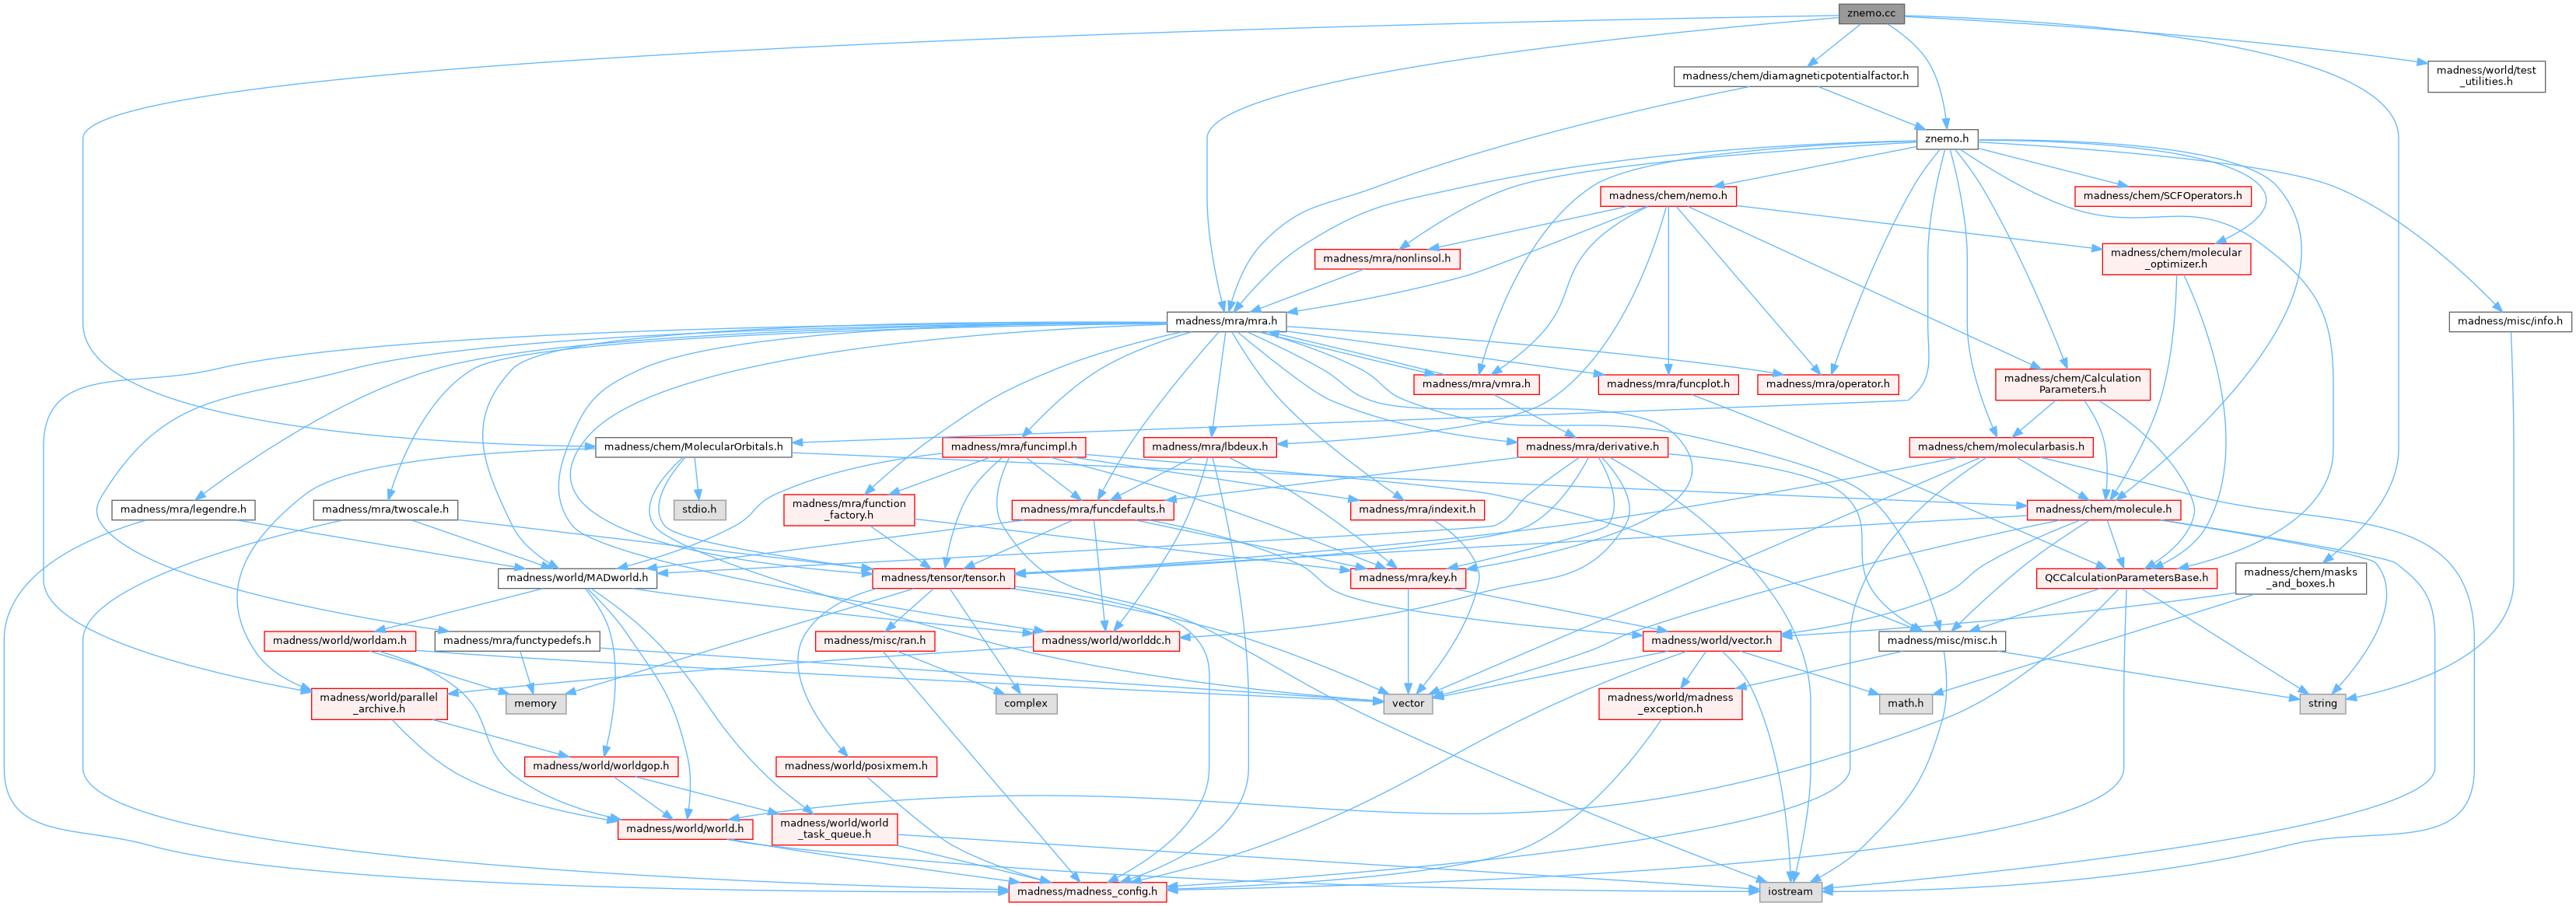 znemo.cc
madness/chem/diamagneticpotentialfactor.h
madness/world/test
_utilities.h
znemo.h
madness/chem/nemo.h
madness/chem/SCFOperators.h
madness/mra/nonlinsol.h
madness/chem/molecular
_optimizer.h
madness/mra/mra.h
madness/misc/info.h
madness/mra/vmra.h
madness/mra/funcplot.h
madness/mra/operator.h
madness/chem/Calculation
Parameters.h
madness/chem/MolecularOrbitals.h
madness/mra/funcimpl.h
madness/mra/lbdeux.h
madness/mra/derivative.h
madness/chem/molecularbasis.h
madness/mra/legendre.h
madness/mra/twoscale.h
stdio.h
madness/mra/function
_factory.h
madness/mra/funcdefaults.h
madness/mra/indexit.h
madness/chem/molecule.h
madness/world/MADworld.h
madness/tensor/tensor.h
madness/mra/key.h
QCCalculationParametersBase.h
madness/chem/masks
_and_boxes.h
madness/world/worldam.h
madness/mra/functypedefs.h
madness/misc/ran.h
madness/world/worlddc.h
madness/world/vector.h
madness/misc/misc.h
madness/world/parallel
_archive.h
memory
complex
vector
madness/world/madness
_exception.h
math.h
string
madness/world/worldgop.h
madness/world/posixmem.h
madness/world/world.h
madness/world/world
_task_queue.h
madness/madness_config.h
iostream